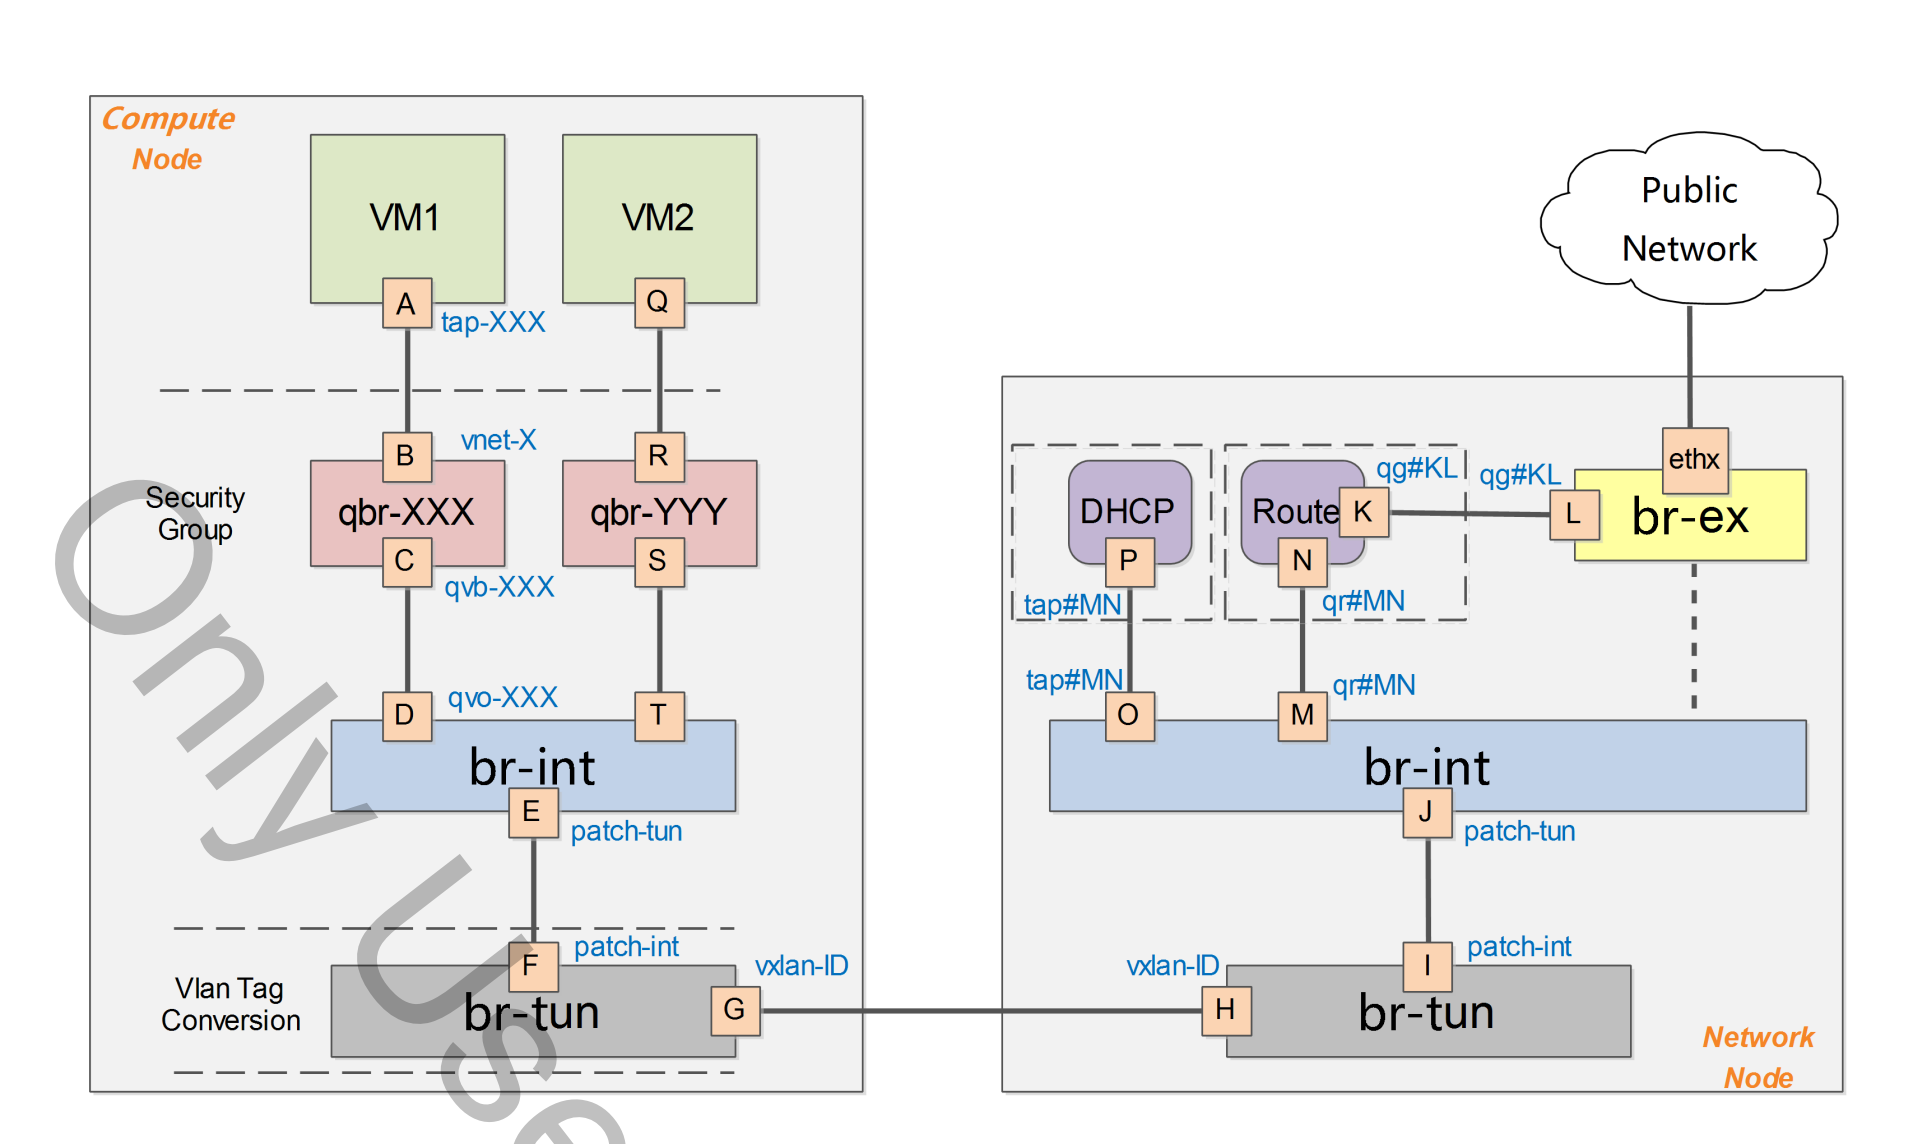 Compute
Node
VM1
VM2
A
tap-XXX
Q
B
vnet-X
R
Security
Group
qbr-XXX
qbr-YYY
C
qvb-XXX
S
D
qvo-XXX
T
br-int
E
patch-tun
F
patch-int
Vlan Tag
Conversion
br-tun
G
vxlan-ID
Public
Network
ethx
br-ex
L
qg#KL
qg#KL
K
Route
N
qr#MN
DHCP
P
tap#MN
tap#MN
O
M
qr#MN
br-int
J
patch-tun
I
patch-int
vxlan-ID
H
br-tun
Network
Node
Only Use